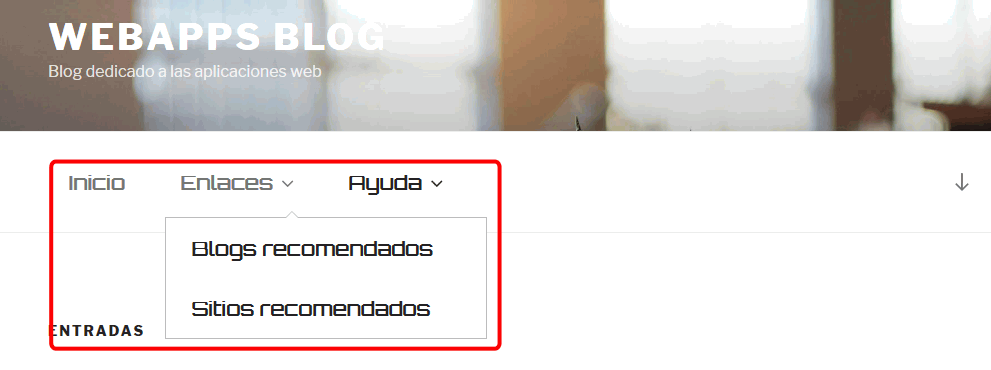 WEBAPPS BLOG
Blog dedicado a las aplicaciones web
Inicio Enlaces Ayuda
Blogs recomendados
Sitios recomendados
ENTRADAS